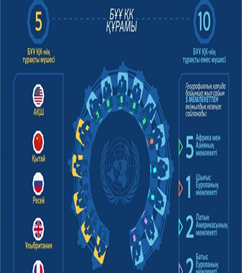 БҰҰ ҚК
ҚҰРАМЫ
5
БҰҰ ҚК-нің
тұрақты мүшесі
10
БҰҰ ҚК-нің
тұрақты емес мүшесі
АҚШ
Қытай
Ресей
Ұлыбритания
Географиялық қағида
бойынша жыл сайын
5 МЕМЛЕКЕТТЕН
екіжылдық кезеңге
сайланады:
5
Африка мен
Азияның
мемлекеті
1
Шығыс
Еуропаның
мемлекеті
2
Латын
Америкасының
мемлекеті
2
Батыс
Еуропаның